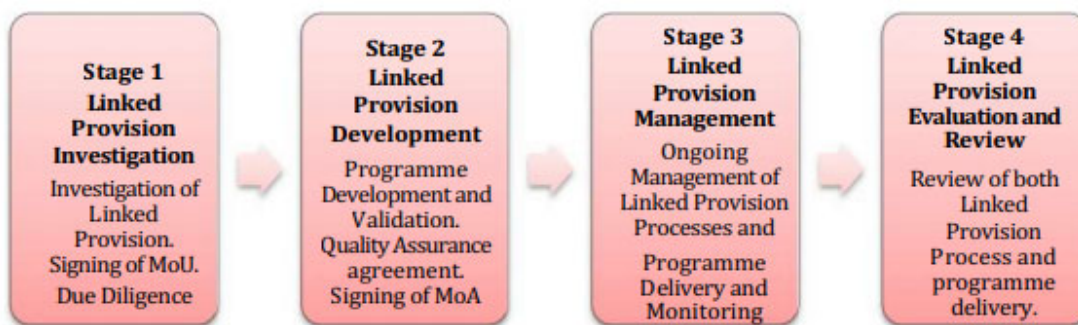 Stage 1
Linked
Provision
Investigation
Investigation of
Linked
Provision.
Signing of MoU.
Due Diligence
Stage 2
Linked
Provision
Development
Programme
Development and
Validation.
Quality Assurance
agreement.
Signing of MoA
Stage 3
Linked
Provision
Management
Ongoing
Management of
Linked Provision
Processes and
Programme
Delivery and
Monitoring
Stage 4
Linked
Provision
Evaluation and
Review
Review of both
Linked
Provision
Process and
programme
delivery.